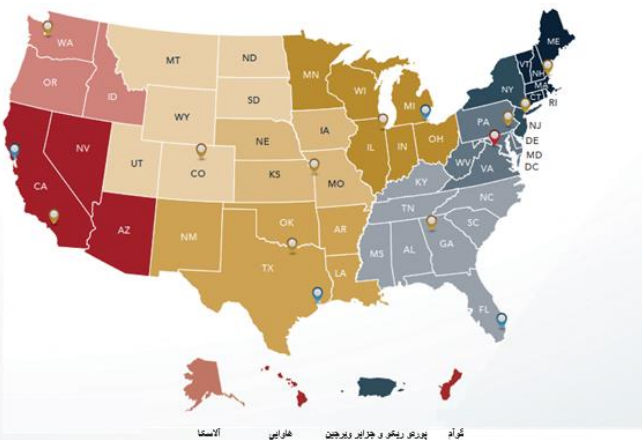 WA
MT
ND
MN
ME
VT
NH
OR
ID
SD
WI
MI
NY
MA
CT
RI
WY
NV
UT
CO
NE
IA
IL
IN
OH
PA
NJ
DE
MD
DC
CA
KS
MO
KY
WV
VA
AZ
NM
OK
AR
TN
NC
TX
LA
MS
AL
GA
SC
FL
گوآم
پورتو ریکو و جزایر ویرجین
هاوایی
آلاسکا